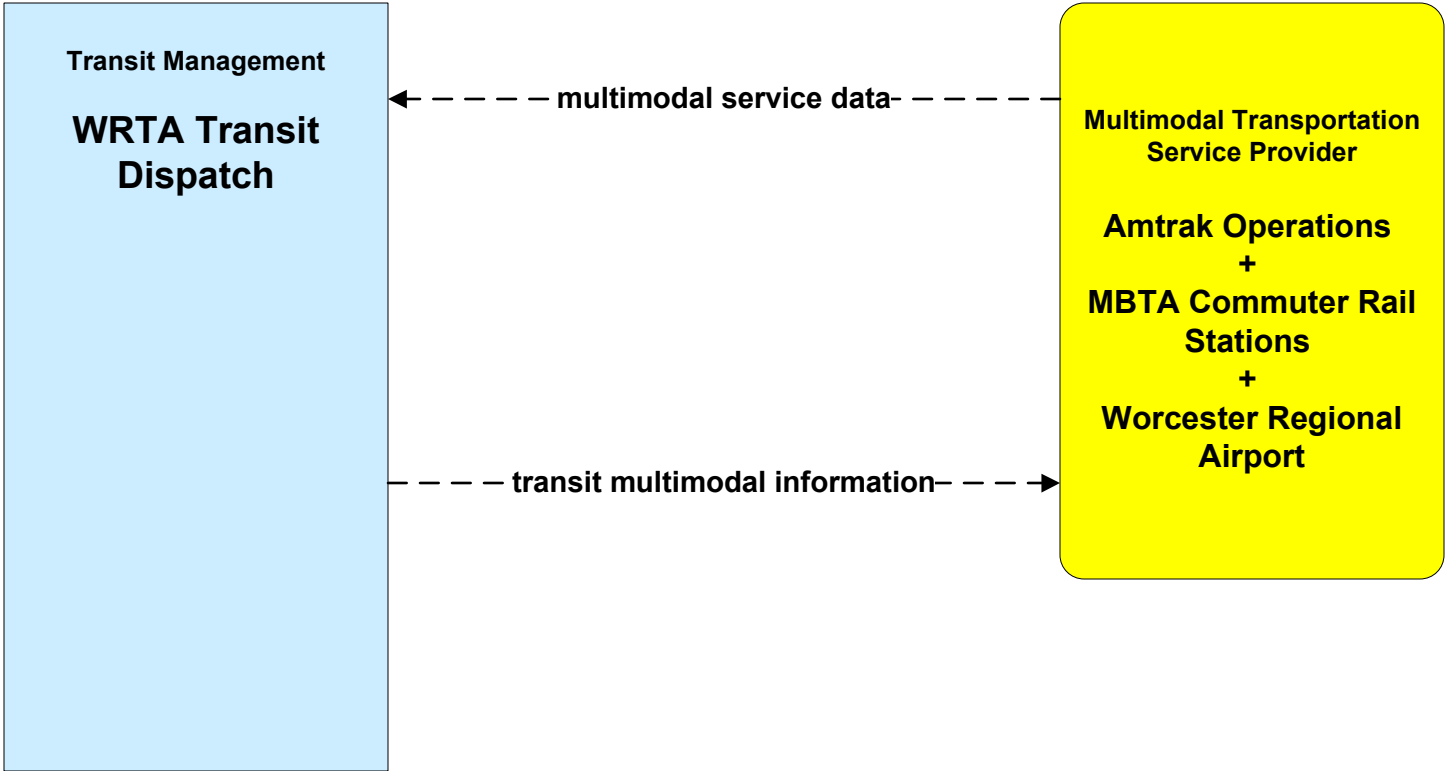 Transit Management
WRTA Transit
Dispatch
multimodal service data
transit multimodal information
Multimodal Transportation
Service Provider
Amtrak Operations
+
MBTA Commuter Rail
Stations
+
Worcester Regional
Airport